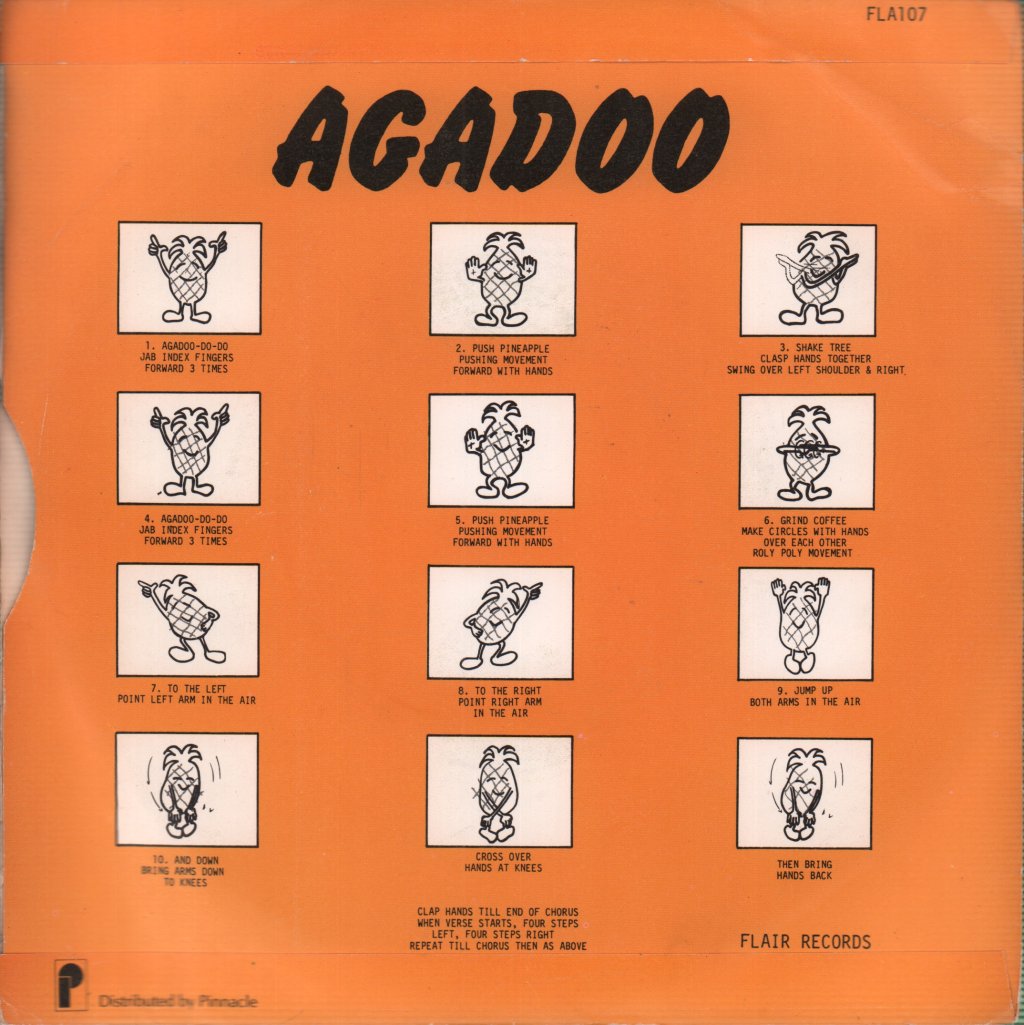 FLA107
AGADOO
1. AGADOO-DO-DO
JAB INDEX FINGERS
FORWARD 3 TIMES
2. PUSH PINEAPPLE
PUSHING MOVEMENT
FORWARD WITH HANDS
3. SHAKE TREE
CLASP HANDS TOGETHER
SWING OVER LEFT SHOULDER & RIGHT
4. AGADOO-DO-DO
JAB INDEX FINGERS
FORWARD 3 TIMES
5. PUSH PINEAPPLE
PUSHING MOVEMENT
FORWARD WITH HANDS
6. GRIND COFFEE
MAKE CIRCLES WITH HANDS
OVER EACH OTHER
ROLY POLY MOVEMENT
7. TO THE LEFT
POINT LEFT ARM IN THE AIR
8. TO THE RIGHT
POINT RIGHT ARM
IN THE AIR
9. JUMP UP
BOTH ARMS IN THE AIR
10. AND DOWN
BRING ARMS DOWN
TO KNEES
CROSS OVER
HANDS AT KNEES
THEN BRING
HANDS BACK
CLAP HANDS TILL END OF CHORUS
WHEN VERSE STARTS, FOUR STEPS
LEFT, FOUR STEPS RIGHT
REPEAT TILL CHORUS THEN AS ABOVE
FLAIR RECORDS
P
Distributed by Pinnacle